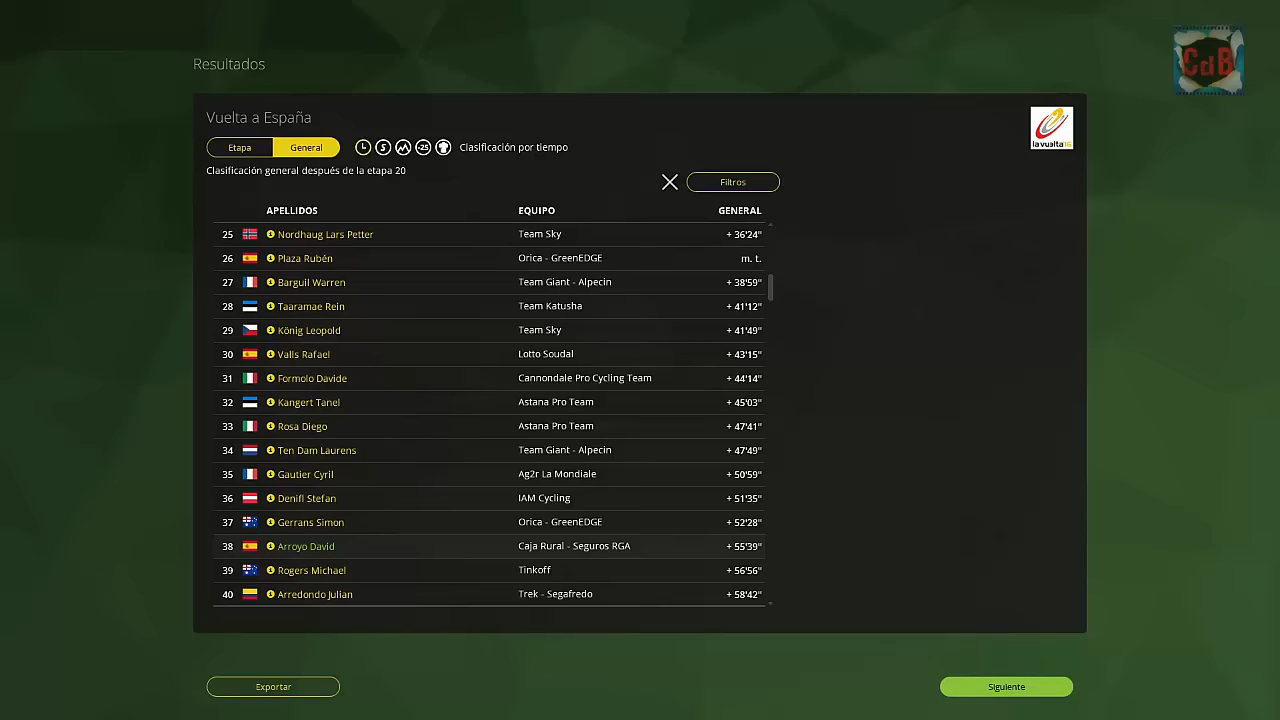 CdB
Resultados
Vuelta a España
la vuelta16
Etapa General S -25 Clasificación por tiempo
Clasificación general después de la etapa 20
Filtros
APELLIDOS EQUIPO GENERAL
25 Nordhaug Lars Petter Team Sky + 36'24"
26 Plaza Rubén Orica - GreenEDGE m. t.
27 Barguil Warren Team Giant - Alpecin + 38'59"
28 Taaramae Rein Team Katusha + 41'12"
29 König Leopold Team Sky + 41'49"
30 Valls Rafael Lotto Soudal + 43'15"
31 Formolo Davide Cannondale Pro Cycling Team + 44'14"
32 Kangert Tanel Astana Pro Team + 45'03"
33 Rosa Diego Astana Pro Team + 47'41"
34 Ten Dam Laurens Team Giant - Alpecin + 47'49"
35 Gautier Cyril Ag2r La Mondiale + 50'59"
36 Denifl Stefan IAM Cycling + 51'35"
37 Gerrans Simon Orica - GreenEDGE + 52'28"
38 Arroyo David Caja Rural - Seguros RGA + 55'39"
39 Rogers Michael Tinkoff + 56'56"
40 Arredondo Julian Trek - Segafredo + 58'42"
Exportar Siguiente